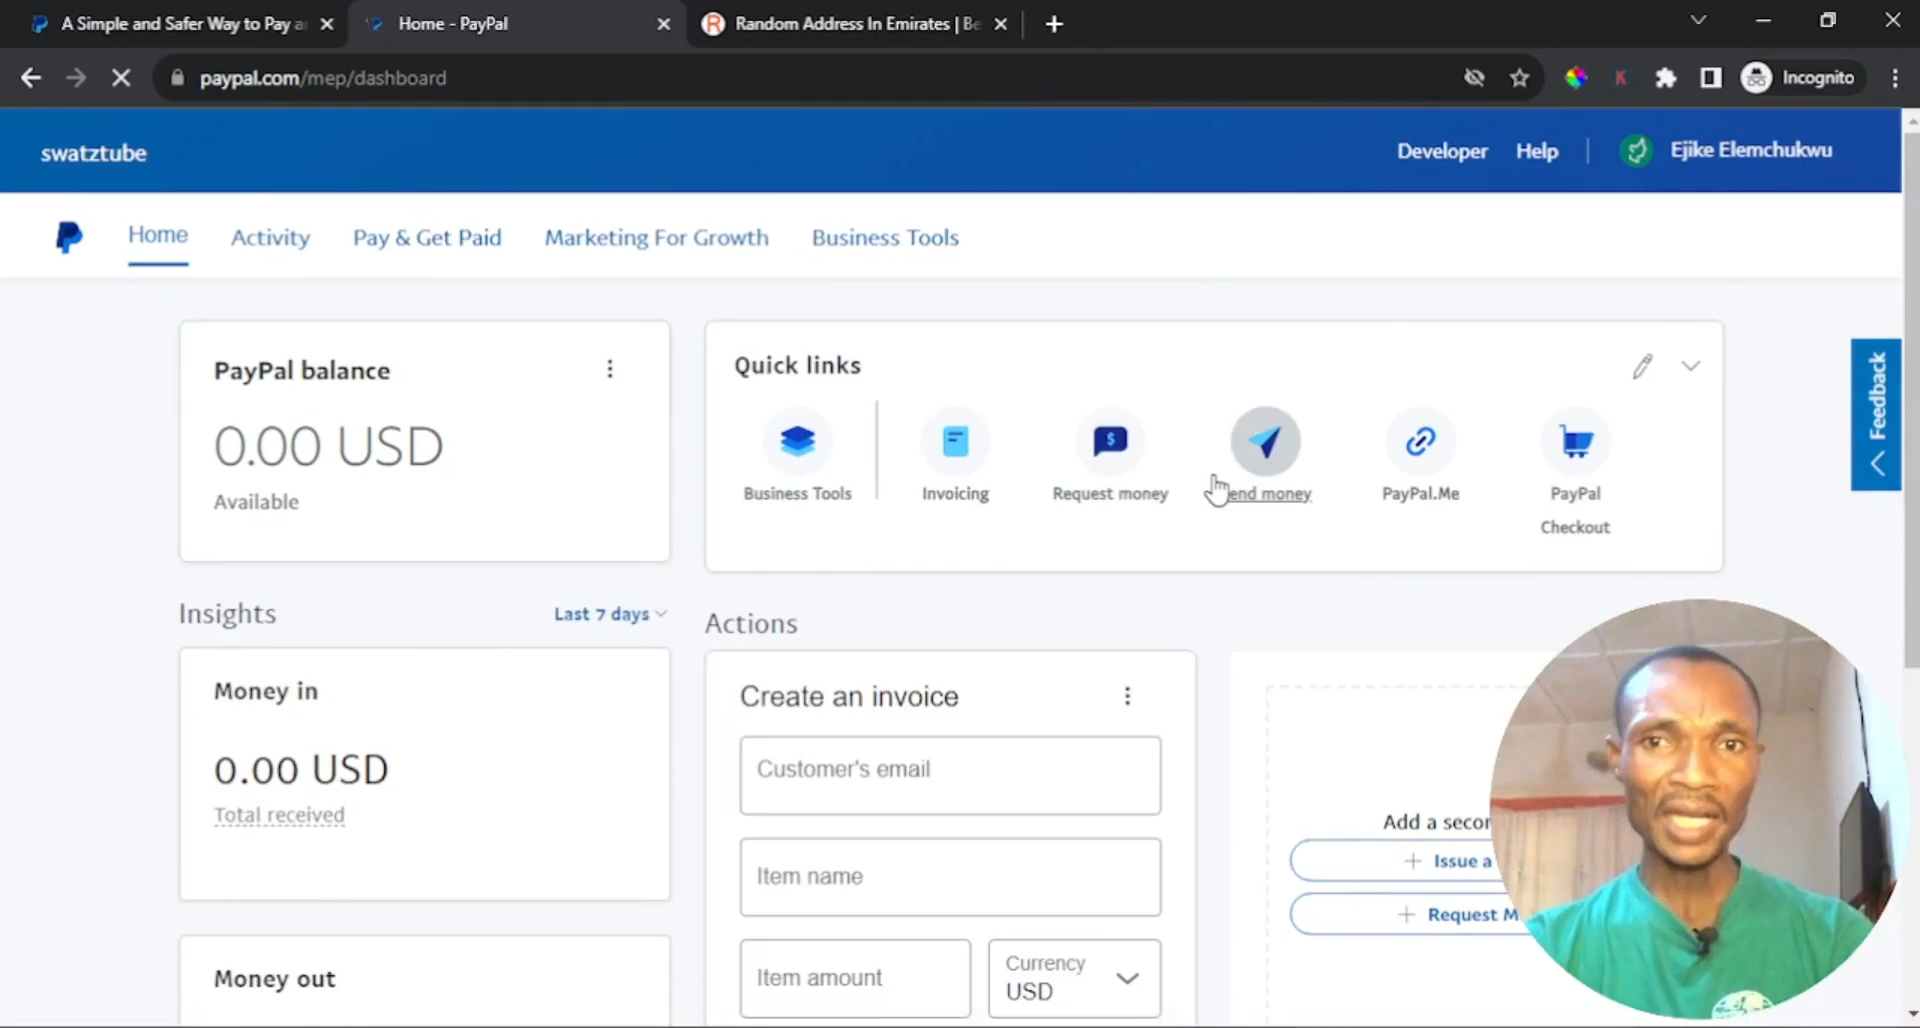 A Simple and Safer Way to Pay a
Home - PayPal
Random Address In Emirates | Be
paypal.com/mep/dashboard
K
Incognito
swatztube
Developer
Help
Ejike Elemchukwu
Home
Activity
Pay & Get Paid
Marketing For Growth
Business Tools
PayPal balance
0.00 USD
Available
Quick links
Business Tools
Invoicing
Request money
end money
PayPal.Me
PayPal
Checkout
Feedback
Insights
Last 7 days
Money in
0.00 USD
Total received
Money out
Actions
Create an invoice
Customer's email
Item name
Item amount
Currency
USD
Add a secon
Issue a
Request M